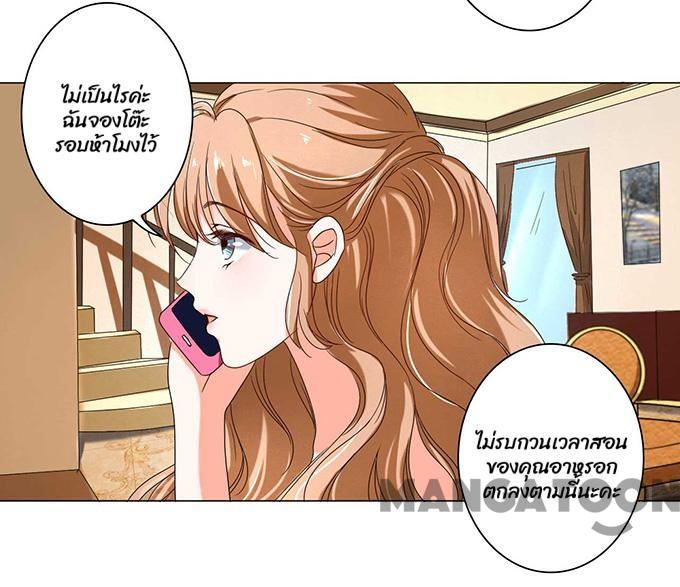 ไม่เป็นไรค่ะ
ฉันจองโต๊ะ
รอบห้าโมงไว้
ไม่รบกวนเวลาสอน
ของคุณอาหรอก
ตกลงตามนี้นะคะ
MANGATOON